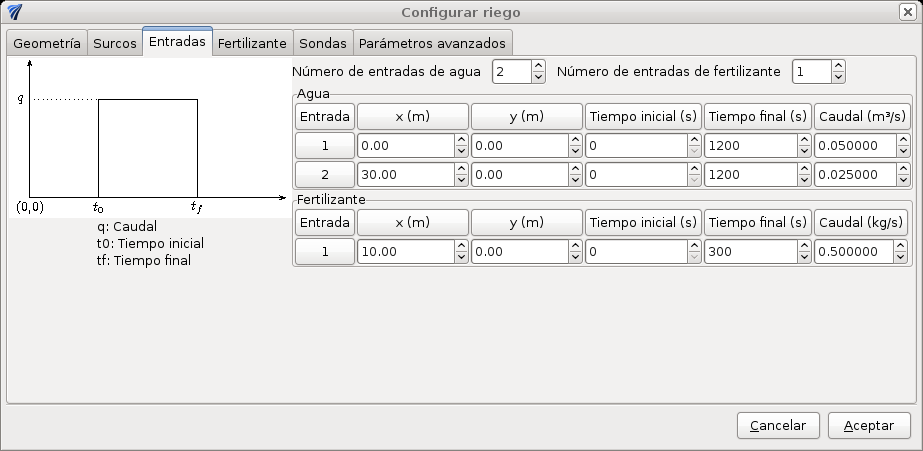 Configurar riego
Geometría Surcos Entradas Fertilizante Sondas Parámetros avanzados
Número de entradas de agua 2 Número de entradas de fertilizante 1
Agua
Entrada x (m) y (m) Tiempo inicial (s) Tiempo final (s) Caudal (m³/s)
1 0.00 0.00 0 1200 0.050000
2 30.00 0.00 0 1200 0.025000
Fertilizante
Entrada x (m) y (m) Tiempo inicial (s) Tiempo final (s) Caudal (kg/s)
1 10.00 0.00 0 300 0.500000
q
(0,0) t0 tf
q: Caudal
t0: Tiempo inicial
tf: Tiempo final
Cancelar Aceptar